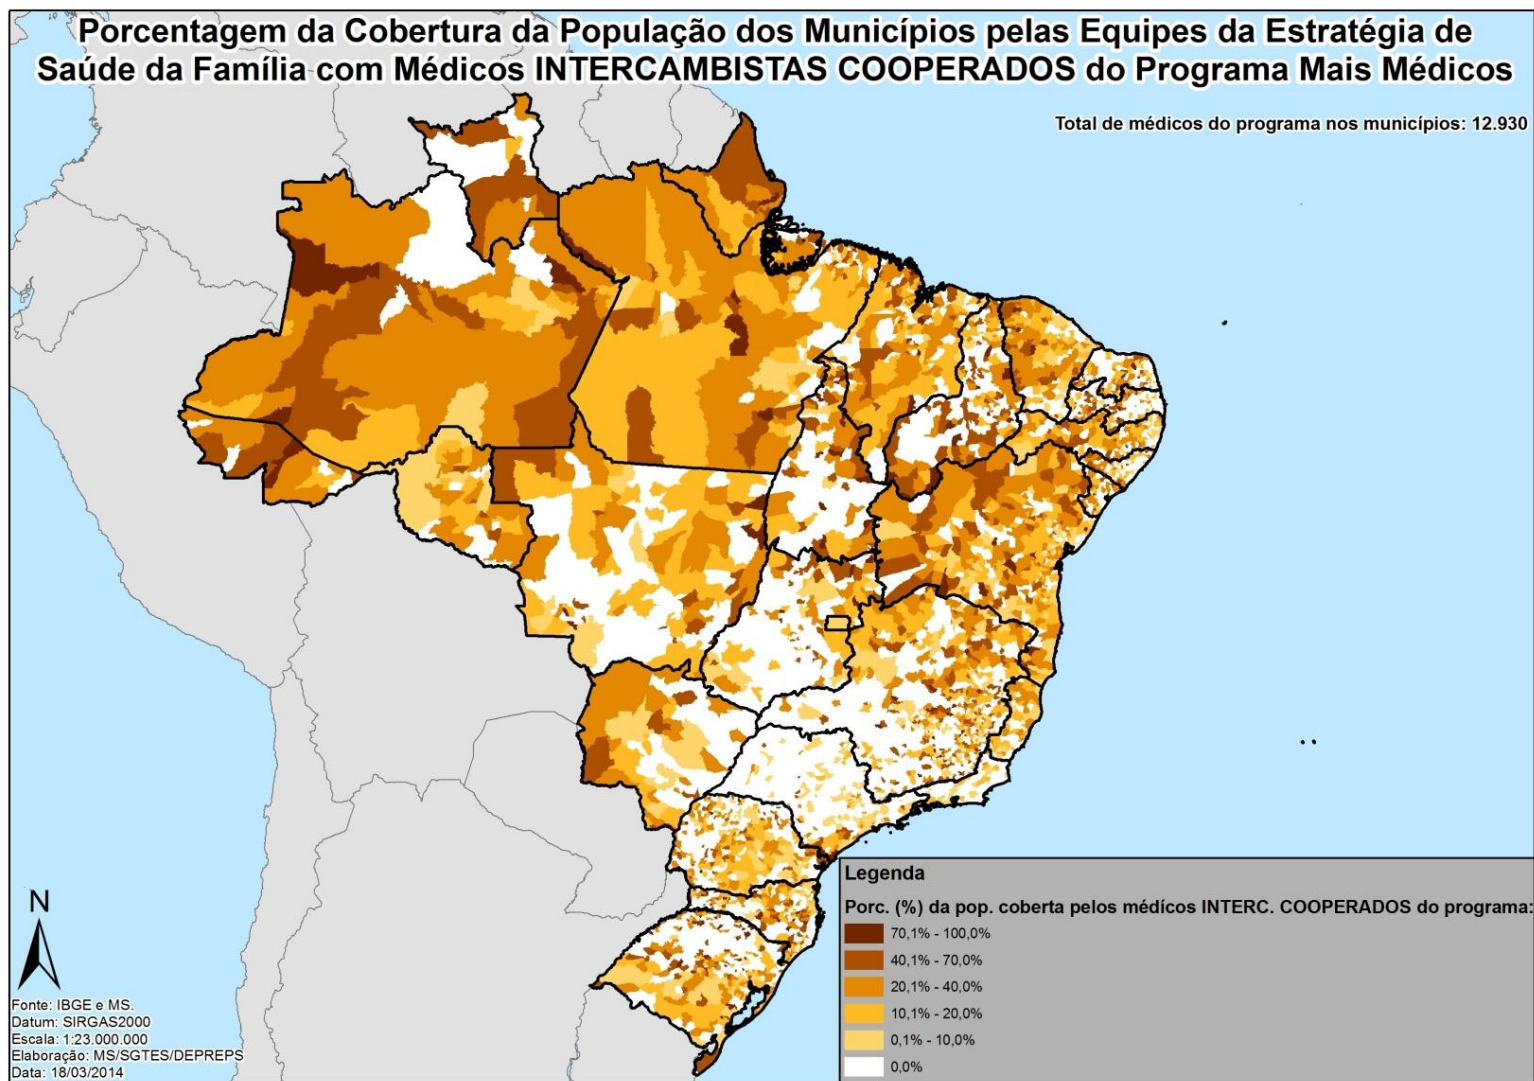 Porcentagem da Cobertura da População dos Municípios pelas Equipes da Estratégia de
Saúde da Família com Médicos INTERCAMBISTAS COOPERADOS do Programa Mais Médicos
Total de médicos do programa nos municípios: 12.930
N
Fonte: IBGE e MS.
Datum: SIRGAS2000
Escala: 1:23.000.000
Elaboração: MS/SGTES/DEPREPS
Data: 18/03/2014
Legenda
Porc. (%) da pop. coberta pelos médicos INTERC. COOPERADOS do programa:
70,1% - 100,0%
40,1% - 70,0%
20,1% - 40,0%
10,1% - 20,0%
0,1% - 10,0%
0,0%